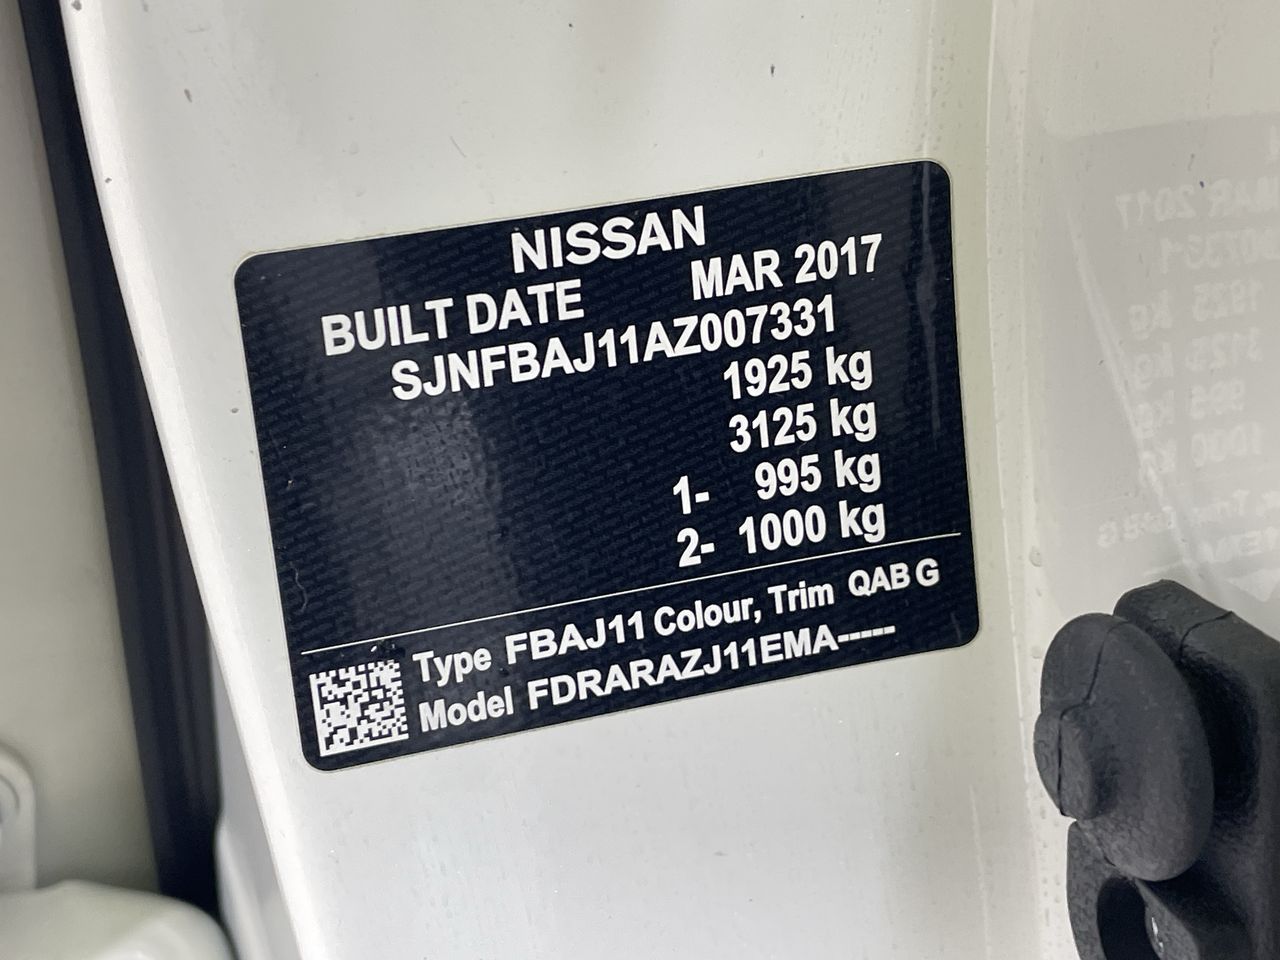 NISSAN
BUILT DATE MAR 2017
SJNFBAJ11AZ007331
1925 kg
3125 kg
1- 995 kg
2- 1000 kg
Type FBAJ11 Colour, Trim QAB G
Model FDRARAZJ11EMA-----